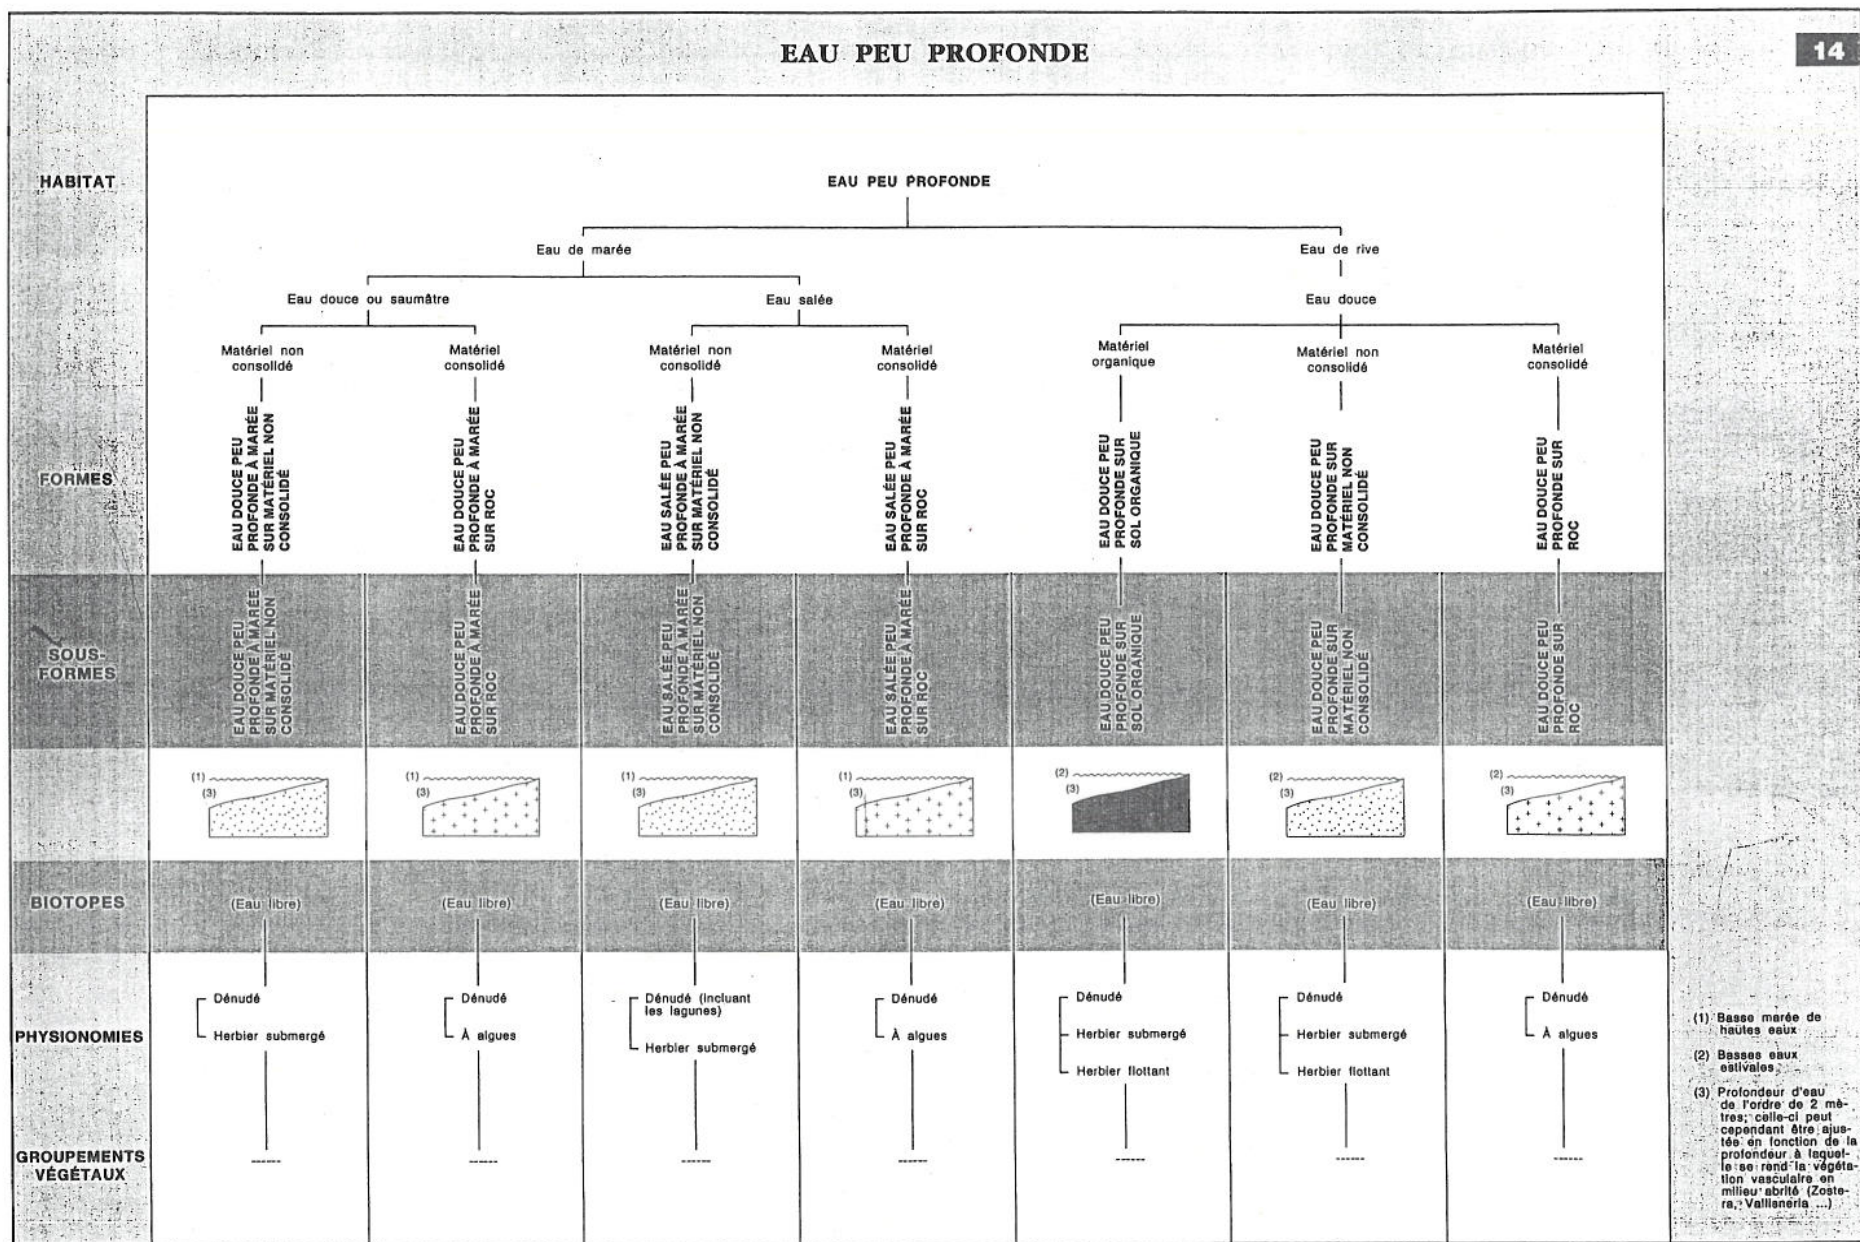 EAU PEU PROFONDE
14
HABITAT
EAU PEU PROFONDE
Eau de marée
Eau de rive
Eau douce ou saumâtre
Eau salée
Eau douce
Matériel non
consolidé
Matériel
consolidé
Matériel non
consolidé
Matériel
consolidé
Matériel
organique
Matériel non
consolidé
Matériel
consolidé
FORMES
EAU DOUCE PEU
PROFONDE À MARÉE
SUR MATÉRIEL NON
CONSOLIDÉ
EAU DOUCE PEU
PROFONDE À MARÉE
SUR ROC
EAU SALÉE PEU
PROFONDE À MARÉE
SUR MATÉRIEL NON
CONSOLIDÉ
EAU SALÉE PEU
PROFONDE À MARÉE
SUR ROC
EAU DOUCE PEU
PROFONDE SUR
SOL ORGANIQUE
EAU DOUCE PEU
PROFONDE SUR
MATÉRIEL NON
CONSOLIDÉ
EAU DOUCE PEU
PROFONDE SUR
ROC
SOUS-
FORMES
EAU DOUCE PEU
PROFONDE À MARÉE
SUR MATÉRIEL NON
CONSOLIDÉ
EAU DOUCE PEU
PROFONDE À MARÉE
SUR ROC
EAU SALÉE PEU
PROFONDE À MARÉE
SUR MATÉRIEL NON
CONSOLIDÉ
EAU SALÉE PEU
PROFONDE À MARÉE
SUR ROC
EAU DOUCE PEU
PROFONDE SUR
SOL ORGANIQUE
EAU DOUCE PEU
PROFONDE SUR
MATÉRIEL NON
CONSOLIDÉ
EAU DOUCE PEU
PROFONDE SUR
ROC
(1)
(3)
(1)
(3)
(1)
(3)
(1)
(3)
(2)
(3)
(2)
(3)
(2)
(3)
BIOTOPES
(Eau libre)
(Eau libre)
(Eau libre)
(Eau libre)
(Eau libre)
(Eau libre)
(Eau libre)
PHYSIONOMIES
Dénudé
Herbier submergé
Dénudé
À algues
Dénudé (incluant
les lagunes)
Herbier submergé
Dénudé
À algues
Dénudé
Herbier submergé
Herbier flottant
Dénudé
Herbier submergé
Herbier flottant
Dénudé
À algues
GROUPEMENTS
VÉGÉTAUX
------
------
------
------
------
------
------
(1) Basse marée de
hautes eaux
(2) Basses eaux
estivales
(3) Profondeur d'eau
de l'ordre de 2 mè-
tres; celle-ci peut
cependant être ajus-
tée en fonction de la
profondeur à laquel-
le se rend la végéta-
tion vasculaire en
milieu abrité (Zoste-
ra, Vallisneria ...)